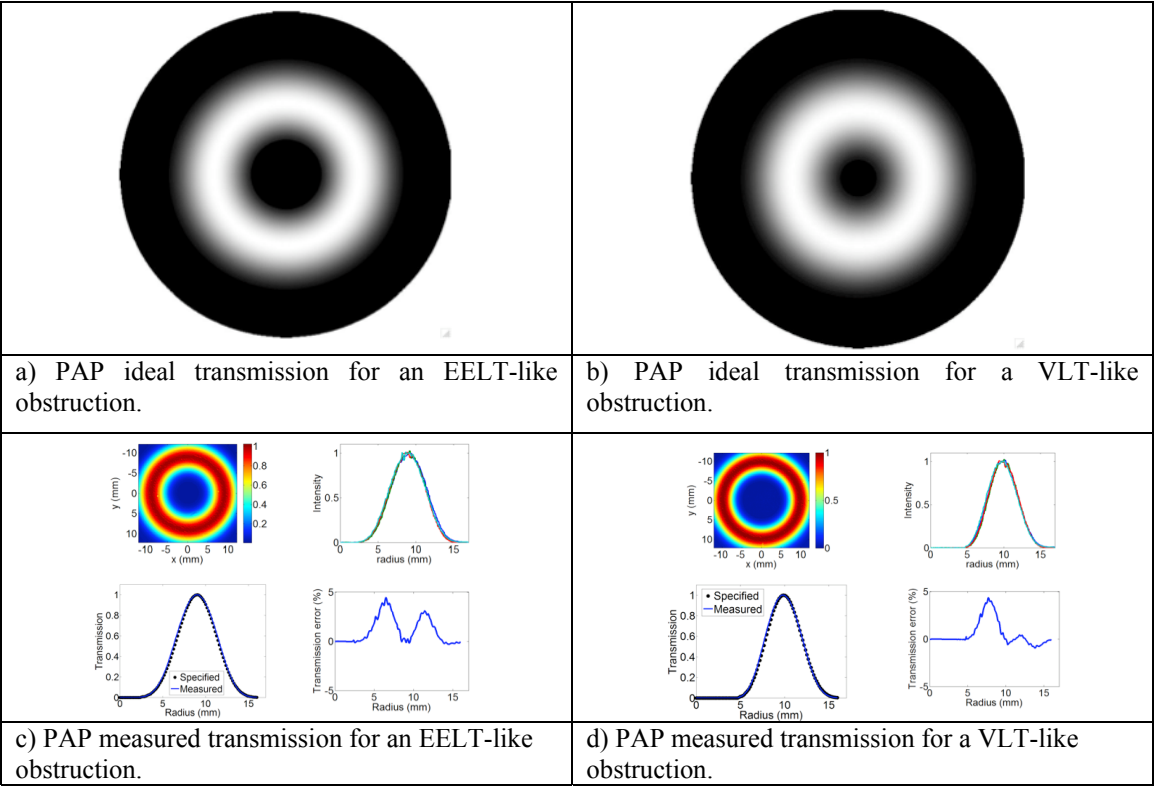 a) PAP ideal transmission for an EELT-like
obstruction.
b) PAP ideal transmission for a VLT-like
obstruction.
-10
-5
0
5
10
y (mm)
-10 -5 0 5 10
x (mm)
1
0.8
0.6
0.4
0.2
1
0.5
0
Intensity
0 5 10 15
radius (mm)
1
0.8
0.6
0.4
0.2
0
Transmission
Specified
Measured
0 5 10 15
Radius (mm)
5
0
-5
Transmission error (%)
0 5 10 15
Radius (mm)
c) PAP measured transmission for an EELT-like
obstruction.
-10
-5
0
5
10
y (mm)
-10 -5 0 5 10
x (mm)
1
0.5
0
1
0.5
0
Intensity
0 5 10 15
radius (mm)
1
0.8
0.6
0.4
0.2
0
Transmission
Specified
Measured
0 5 10 15
Radius (mm)
5
0
-5
Transmission error (%)
0 5 10 15
Radius (mm)
d) PAP measured transmission for a VLT-like
obstruction.